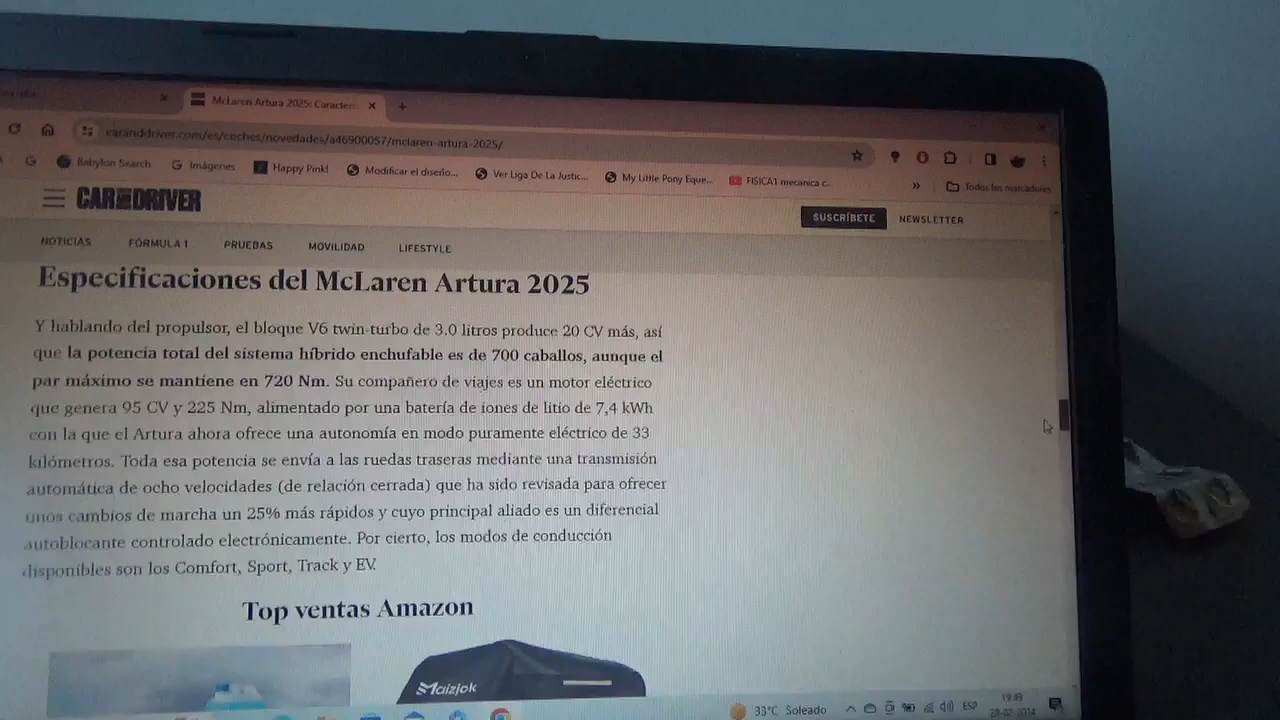 McLaren Artura 2025: Caracterí
caranddriver.com/es/coches/novedades/a46900057/mclaren-artura-2025/
G Babylon Search G Imágenes Happy Pink! Modificar el diseño... Ver Liga De La Justic... My Little Pony Eque... FISICA1 mecanica c... » Todos los marcadores
CAR AND DRIVER SUSCRÍBETE NEWSLETTER
NOTICIAS FÓRMULA 1 PRUEBAS MOVILIDAD LIFESTYLE
Especificaciones del McLaren Artura 2025
Y hablando del propulsor, el bloque V6 twin-turbo de 3.0 litros produce 20 CV más, así
que la potencia total del sistema híbrido enchufable es de 700 caballos, aunque el
par máximo se mantiene en 720 Nm. Su compañero de viajes es un motor eléctrico
que genera 95 CV y 225 Nm, alimentado por una batería de iones de litio de 7,4 kWh
con la que el Artura ahora ofrece una autonomía en modo puramente eléctrico de 33
kilómetros. Toda esa potencia se envía a las ruedas traseras mediante una transmisión
automática de ocho velocidades (de relación cerrada) que ha sido revisada para ofrecer
unos cambios de marcha un 25% más rápidos y cuyo principal aliado es un diferencial
autoblocante controlado electrónicamente. Por cierto, los modos de conducción
disponibles son los Comfort, Sport, Track y EV.
Top ventas Amazon
Maizjok
33°C Soleado ESP 19:49